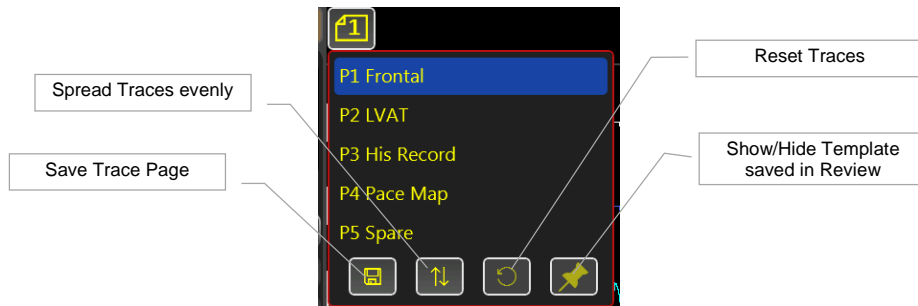 1
P1 Frontal
P2 LVAT
P3 His Record
P4 Pace Map
P5 Spare
Spread Traces evenly
Save Trace Page
Reset Traces
Show/Hide Template
saved in Review